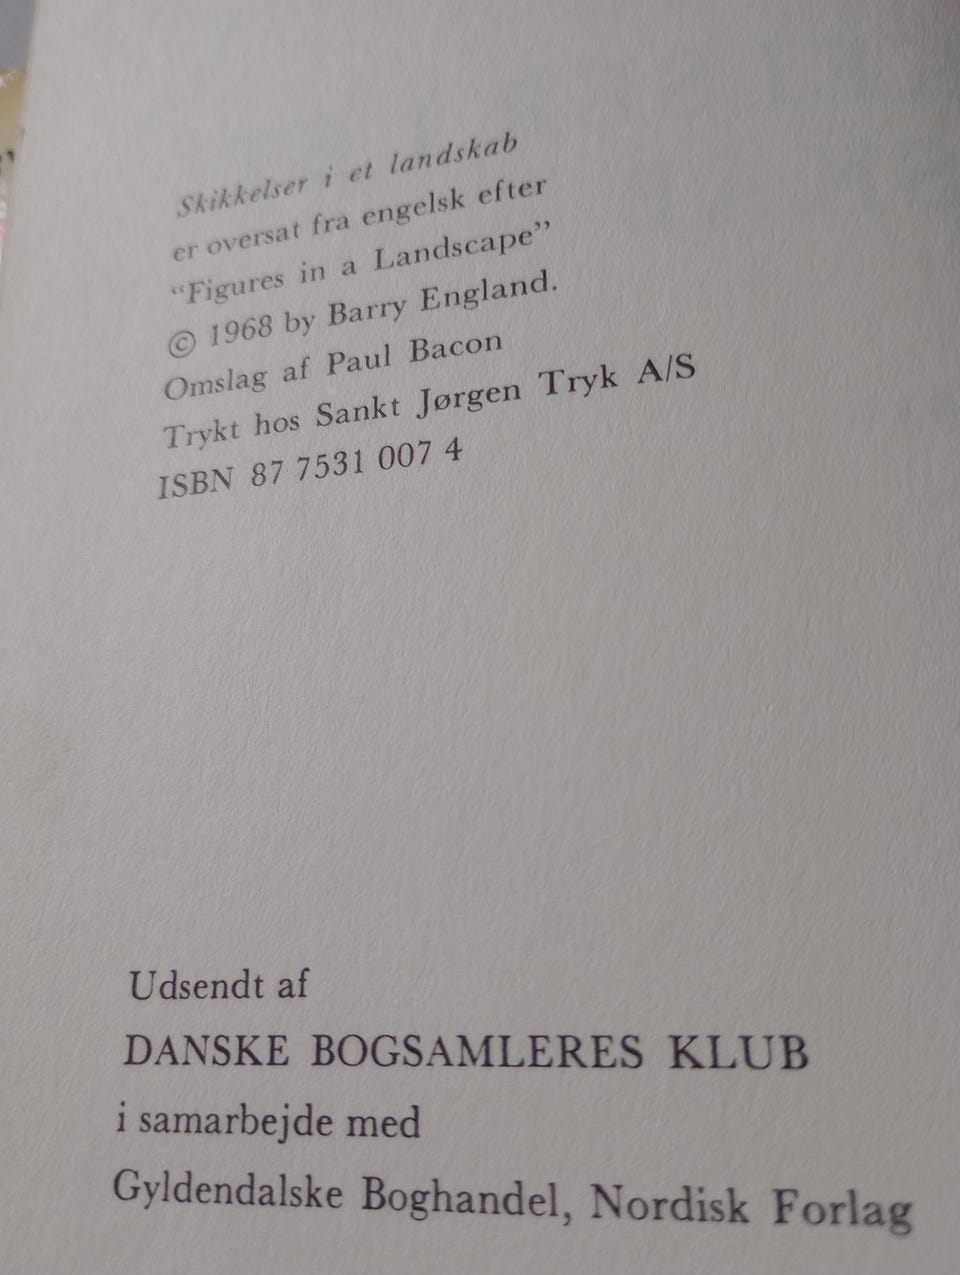 Skikkelser i et landskab
er oversat fra engelsk efter
“Figures in a Landscape”
© 1968 by Barry England.
Omslag af Paul Bacon
Trykt hos Sankt Jørgen Tryk A/S
ISBN 87 7531 007 4
Udsendt af
DANSKE BOGSAMLERES KLUB
i samarbejde med
Gyldendalske Boghandel, Nordisk Forlag